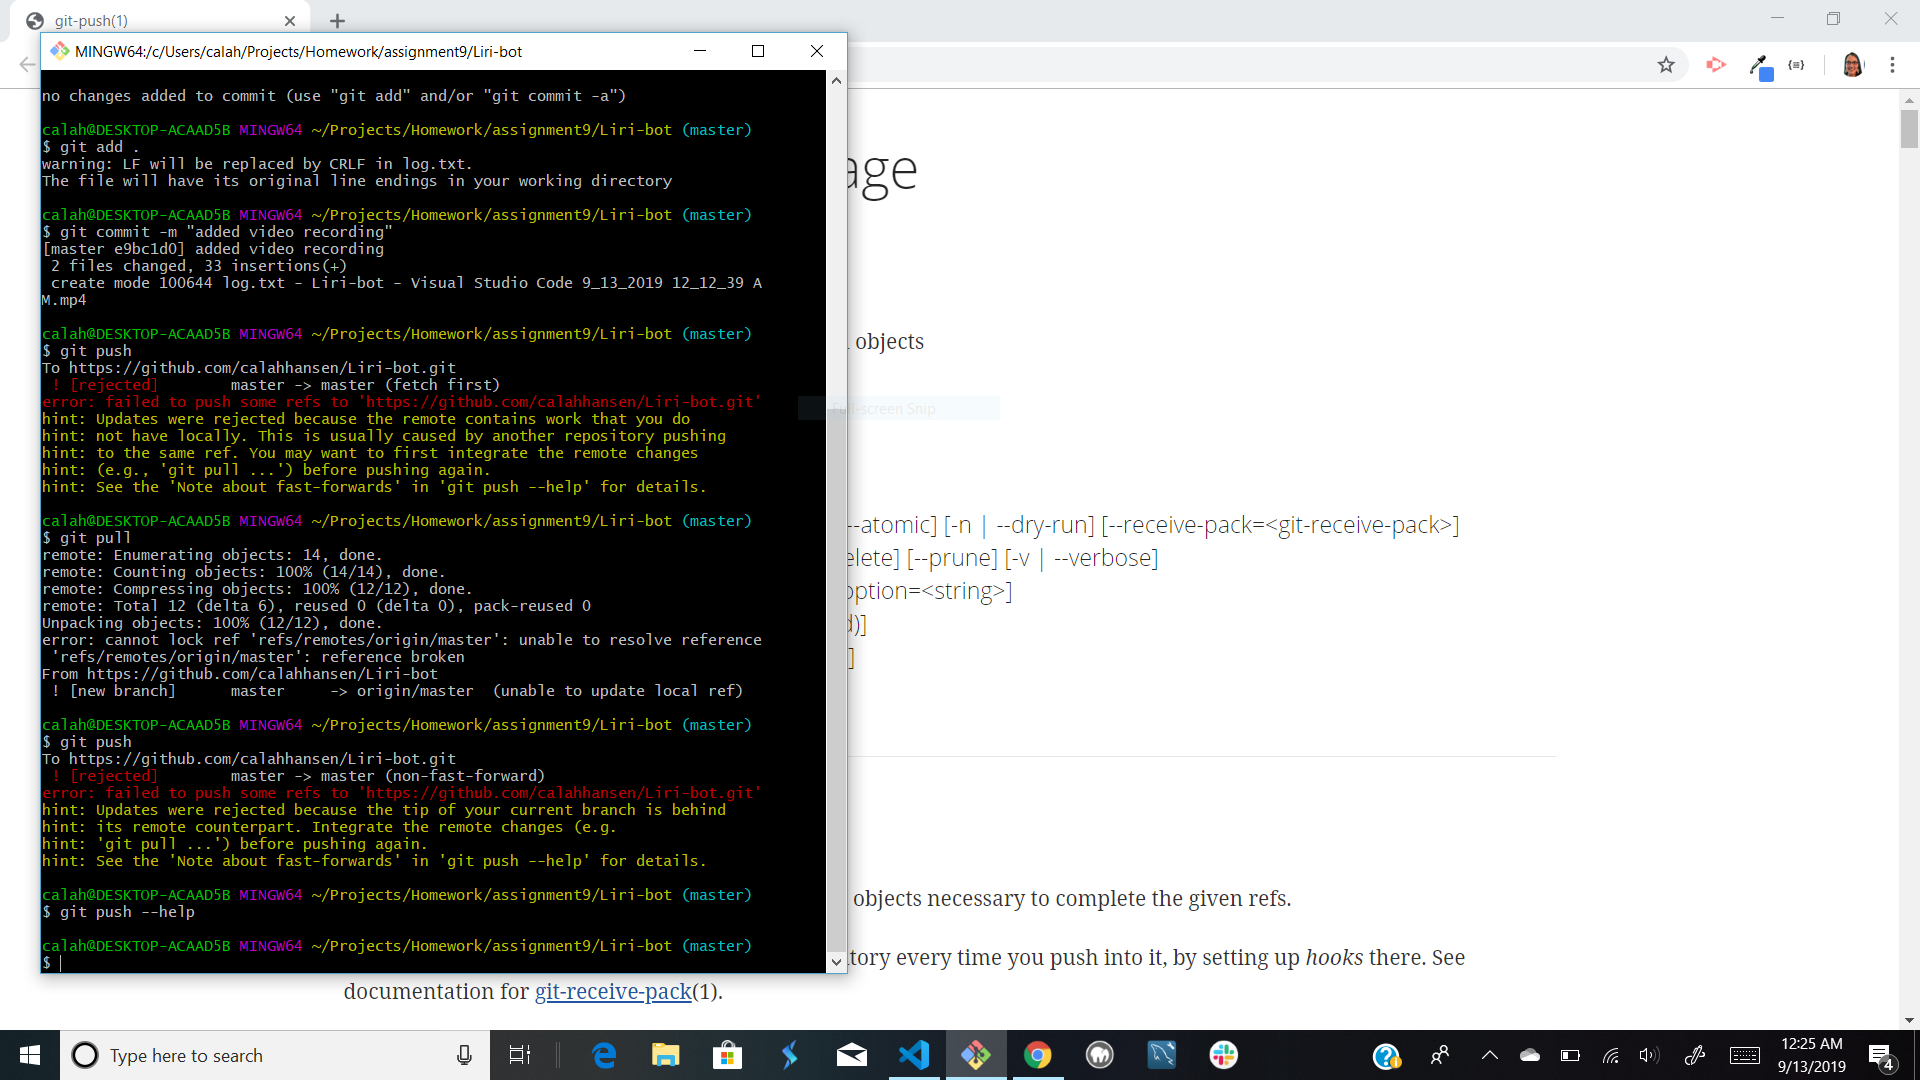 git-push(1)
MINGW64:/c/Users/calah/Projects/Homework/assignment9/Liri-bot
no changes added to commit (use "git add" and/or "git commit -a")
calah@DESKTOP-ACAAD5B MINGW64 ~/Projects/Homework/assignment9/Liri-bot (master)
$ git add .
warning: LF will be replaced by CRLF in log.txt.
The file will have its original line endings in your working directory
calah@DESKTOP-ACAAD5B MINGW64 ~/Projects/Homework/assignment9/Liri-bot (master)
$ git commit -m "added video recording"
[master e9bc1d0] added video recording
2 files changed, 33 insertions(+)
create mode 100644 log.txt - Liri-bot - Visual Studio Code 9_13_2019 12_12_39 A
M.mp4
calah@DESKTOP-ACAAD5B MINGW64 ~/Projects/Homework/assignment9/Liri-bot (master)
$ git push
To https://github.com/calahhansen/Liri-bot.git
! [rejected]        master -> master (fetch first)
error: failed to push some refs to 'https://github.com/calahhansen/Liri-bot.git'
hint: Updates were rejected because the remote contains work that you do
hint: not have locally. This is usually caused by another repository pushing
hint: to the same ref. You may want to first integrate the remote changes
hint: (e.g., 'git pull ...') before pushing again.
hint: See the 'Note about fast-forwards' in 'git push --help' for details.
calah@DESKTOP-ACAAD5B MINGW64 ~/Projects/Homework/assignment9/Liri-bot (master)
$ git pull
remote: Enumerating objects: 14, done.
remote: Counting objects: 100% (14/14), done.
remote: Compressing objects: 100% (12/12), done.
remote: Total 12 (delta 6), reused 0 (delta 0), pack-reused 0
Unpacking objects: 100% (12/12), done.
error: cannot lock ref 'refs/remotes/origin/master': unable to resolve reference
'refs/remotes/origin/master': reference broken
From https://github.com/calahhansen/Liri-bot
! [new branch]      master     -> origin/master  (unable to update local ref)
calah@DESKTOP-ACAAD5B MINGW64 ~/Projects/Homework/assignment9/Liri-bot (master)
$ git push
To https://github.com/calahhansen/Liri-bot.git
! [rejected]        master -> master (non-fast-forward)
error: failed to push some refs to 'https://github.com/calahhansen/Liri-bot.git'
hint: Updates were rejected because the tip of your current branch is behind
hint: its remote counterpart. Integrate the remote changes (e.g.
hint: 'git pull ...') before pushing again.
hint: See the 'Note about fast-forwards' in 'git push --help' for details.
calah@DESKTOP-ACAAD5B MINGW64 ~/Projects/Homework/assignment9/Liri-bot (master)
$ git push --help
calah@DESKTOP-ACAAD5B MINGW64 ~/Projects/Homework/assignment9/Liri-bot (master)
$
age
objects
Full-screen Snip
--atomic] [-n | --dry-run] [--receive-pack=<git-receive-pack>]
elete] [--prune] [-v | --verbose]
option=<string>]
d)]
]
objects necessary to complete the given refs.
tory every time you push into it, by setting up hooks there. See
documentation for git-receive-pack(1).
Type here to search
12:25 AM
9/13/2019
4